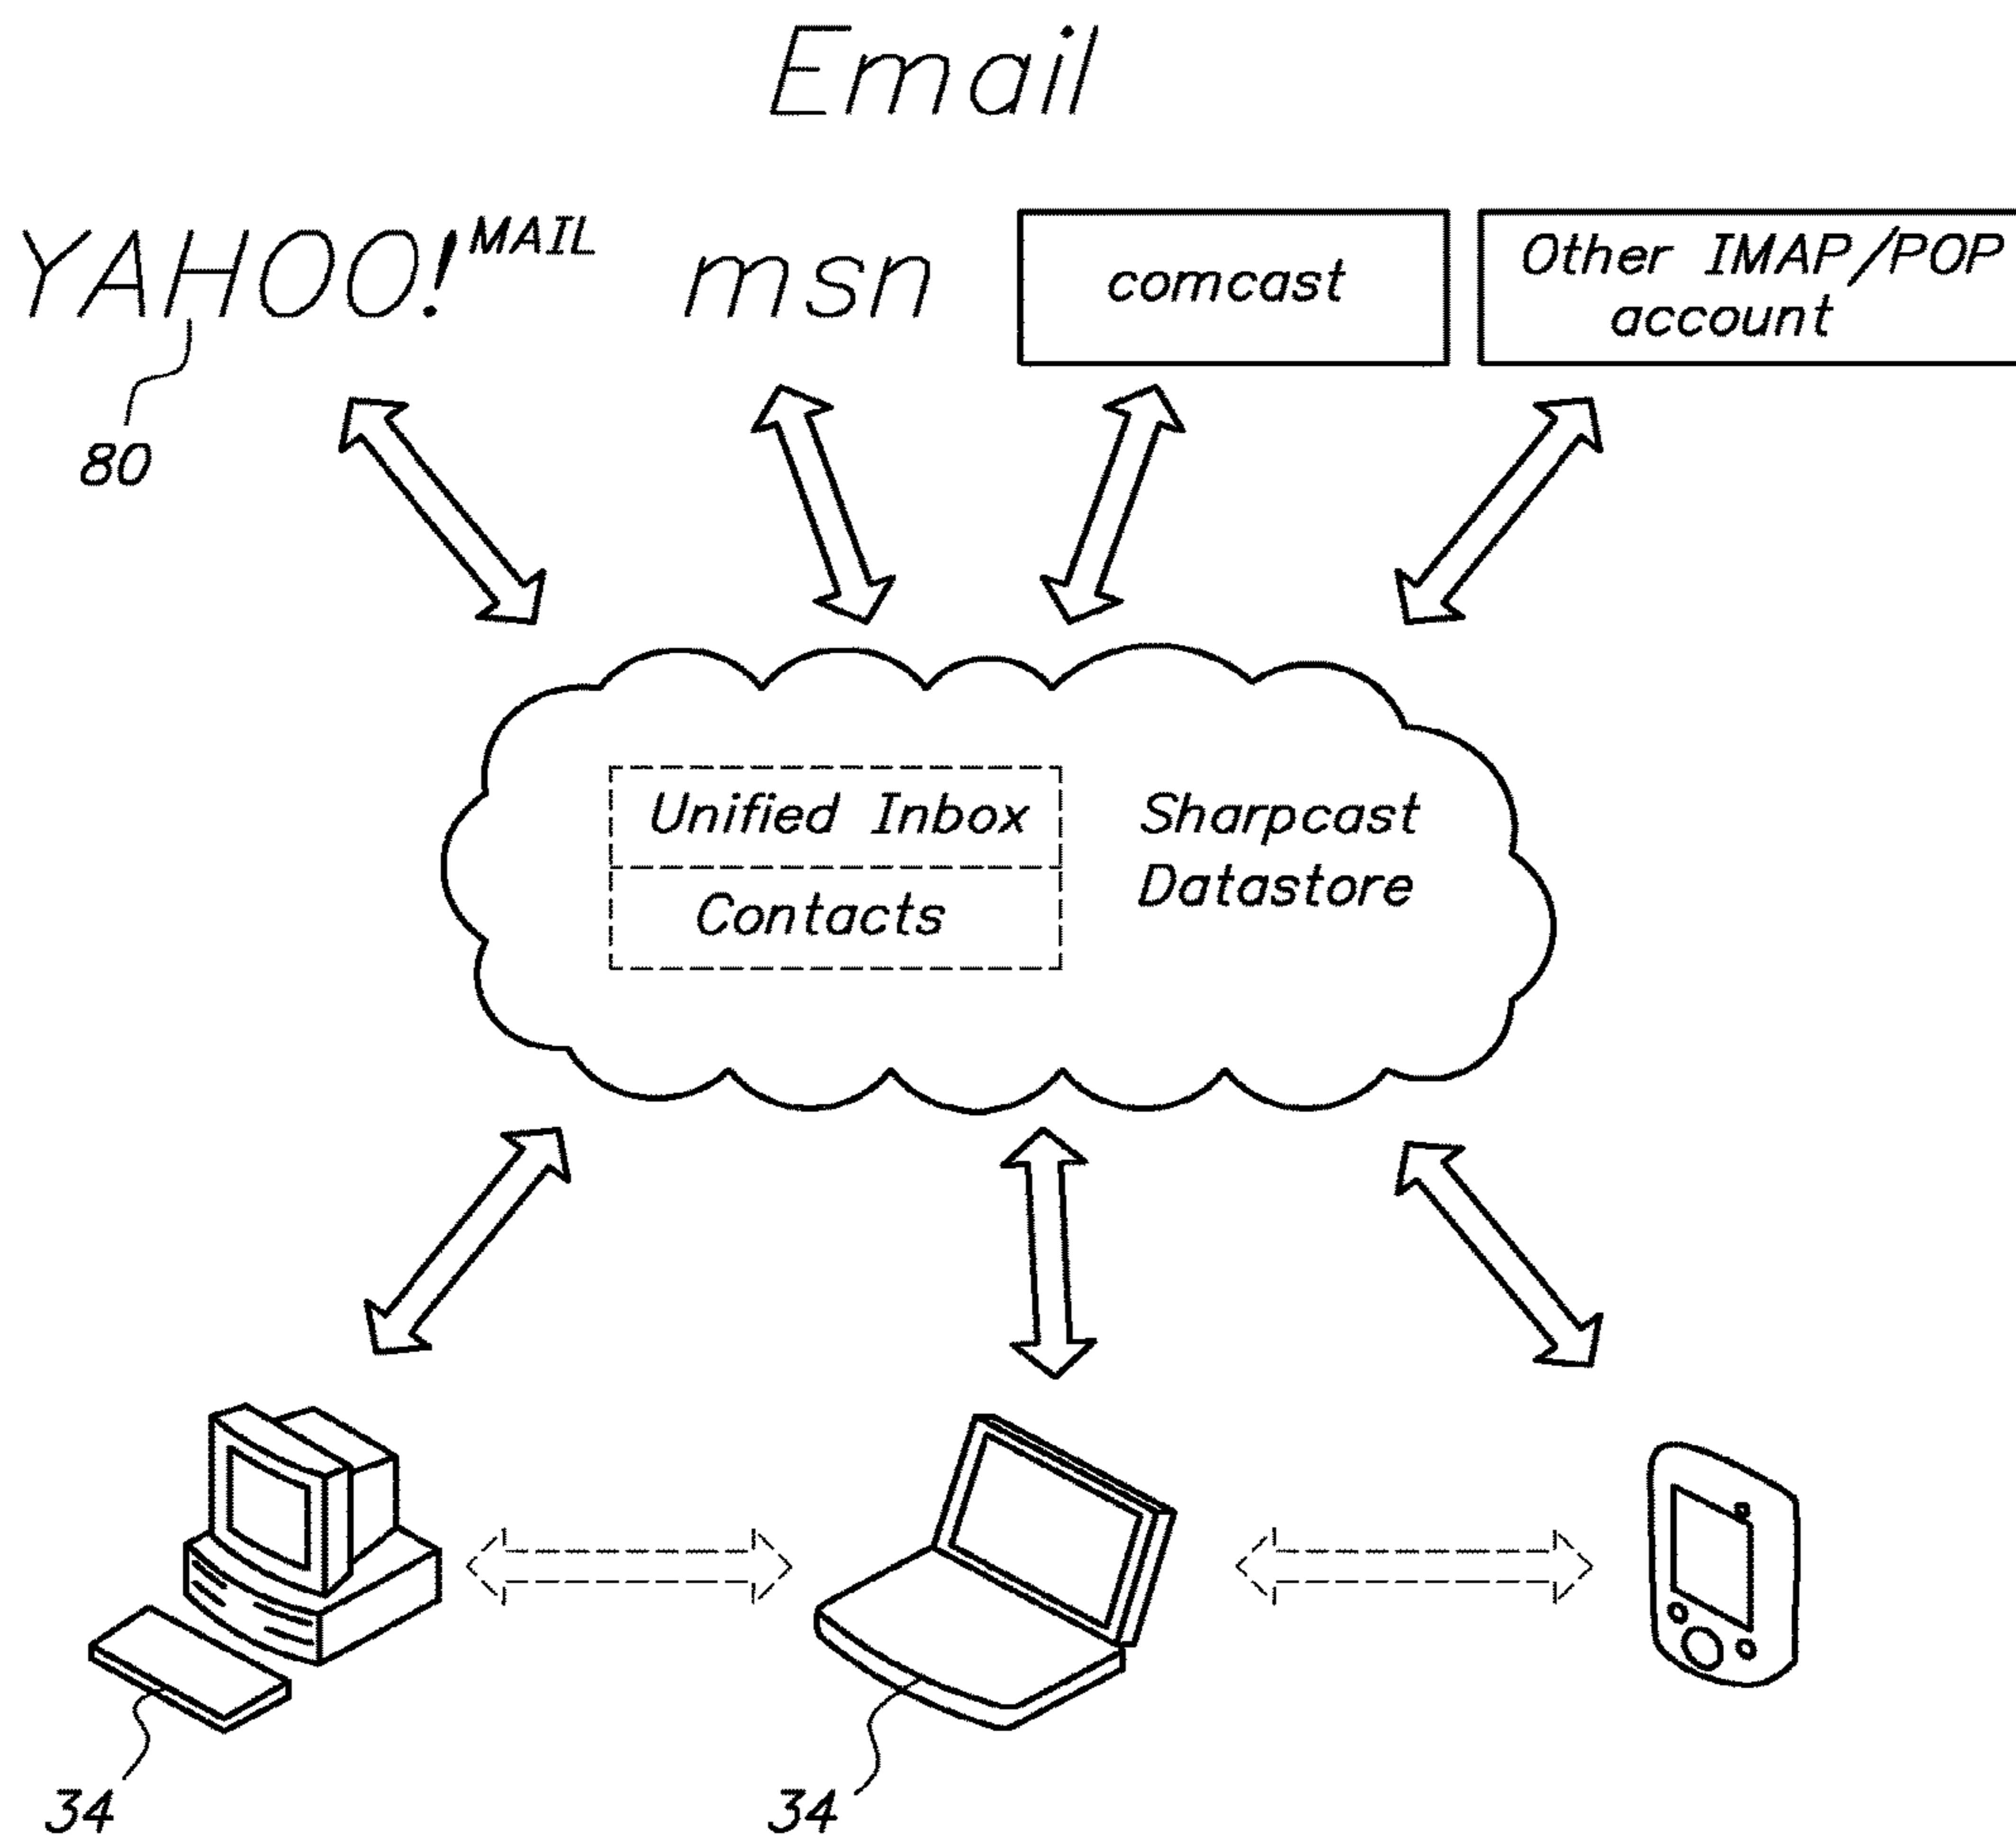 Email
YAHOO! MAIL
msn
comcast
Other IMAP/POP
account
80
Unified Inbox
Contacts
Sharpcast
Datastore
34
34